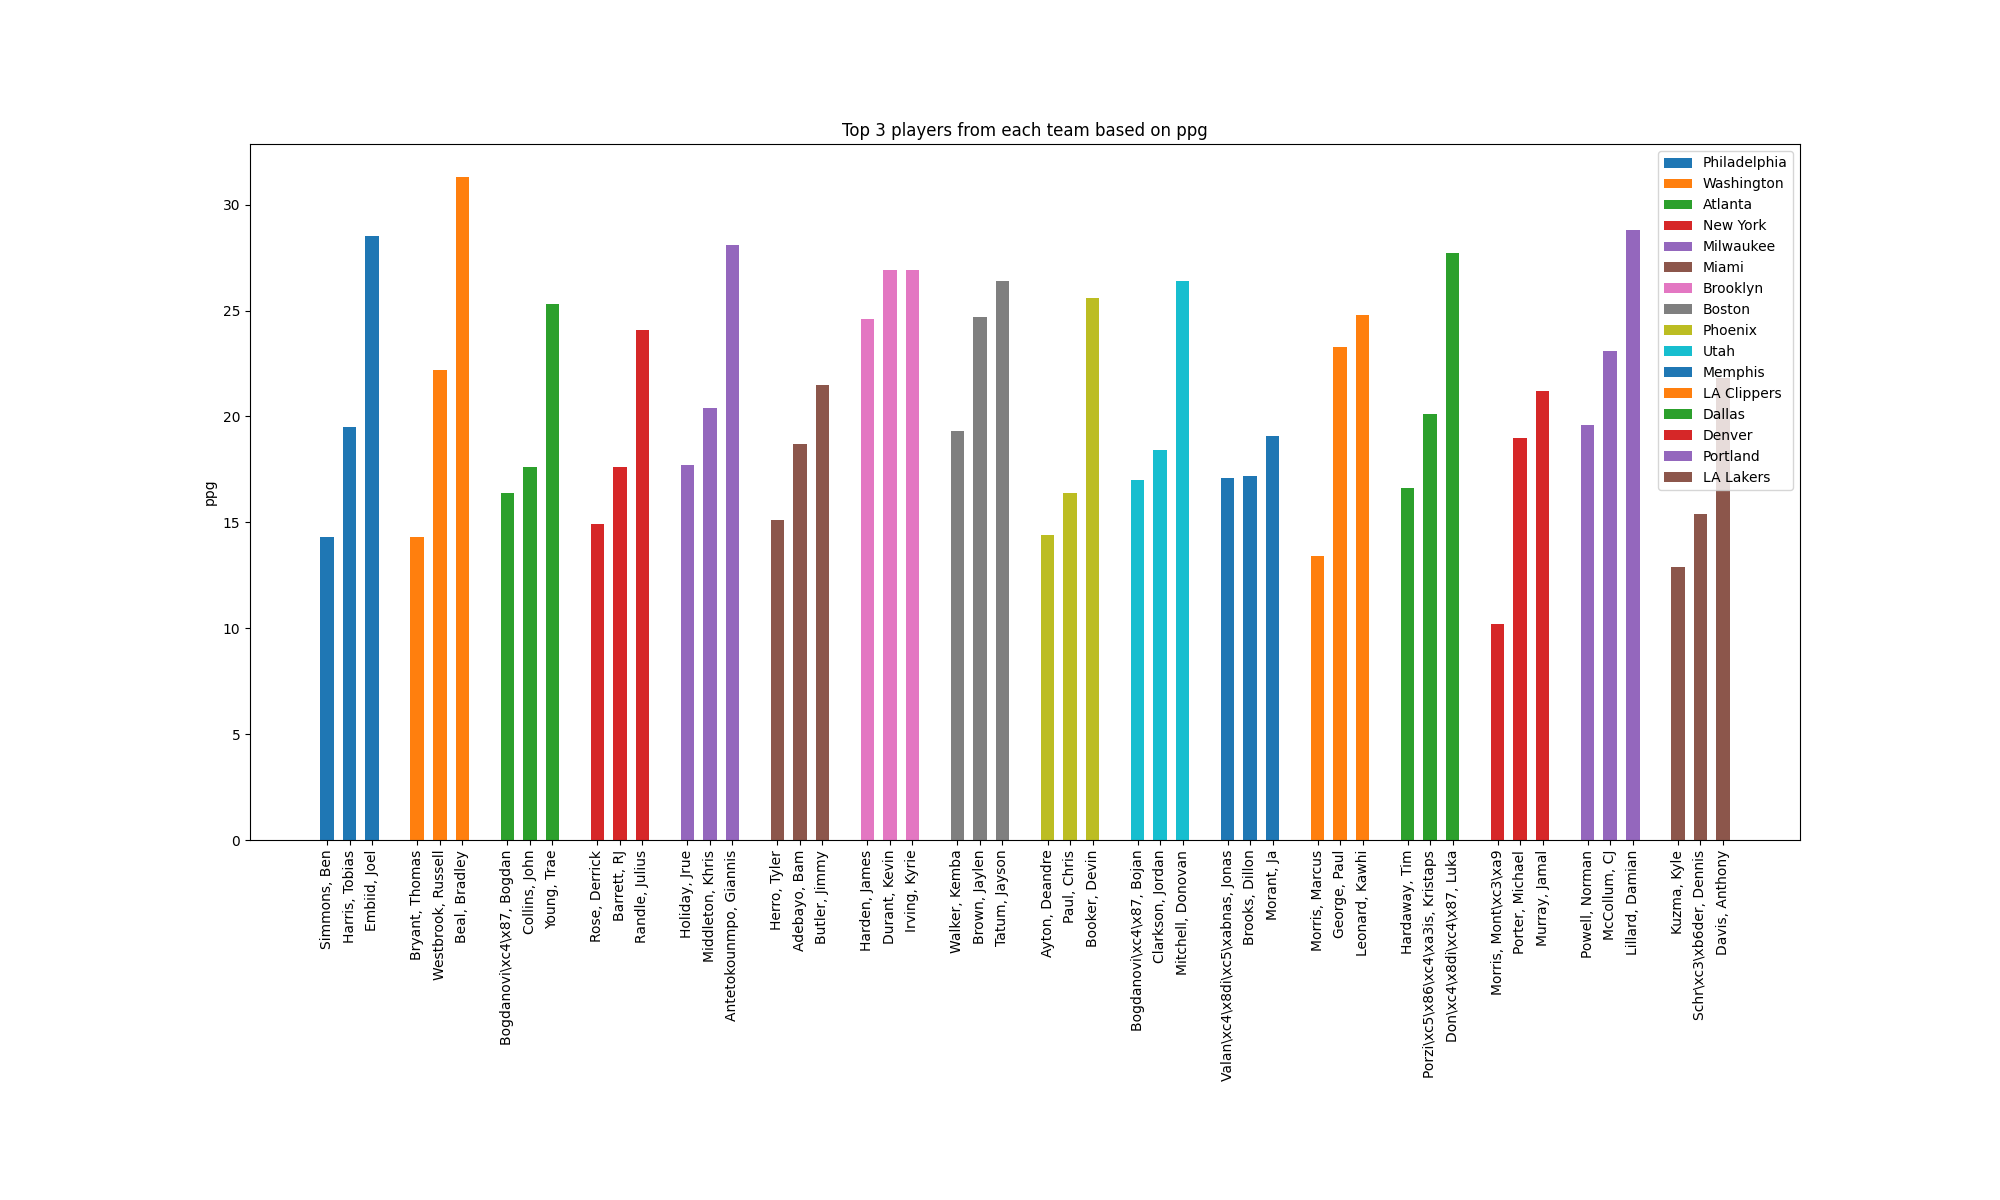 Top 3 players from each team based on ppg
Philadelphia
Washington
Atlanta
New York
Milwaukee
Miami
Brooklyn
Boston
Phoenix
Utah
Memphis
LA Clippers
Dallas
Denver
Portland
LA Lakers
ppg
30
25
20
15
10
5
0
Simmons, Ben
Harris, Tobias
Embiid, Joel
Bryant, Thomas
Westbrook, Russell
Beal, Bradley
Bogdanovi\xc4\x87, Bogdan
Collins, John
Young, Trae
Rose, Derrick
Barrett, RJ
Randle, Julius
Holiday, Jrue
Middleton, Khris
Antetokounmpo, Giannis
Herro, Tyler
Adebayo, Bam
Butler, Jimmy
Harden, James
Durant, Kevin
Irving, Kyrie
Walker, Kemba
Brown, Jaylen
Tatum, Jayson
Ayton, Deandre
Paul, Chris
Booker, Devin
Bogdanovi\xc4\x87, Bojan
Clarkson, Jordan
Mitchell, Donovan
Valan\xc4\x8di\xc5\xabnas, Jonas
Brooks, Dillon
Morant, Ja
Morris, Marcus
George, Paul
Leonard, Kawhi
Hardaway, Tim
Porzi\xc5\x86\xc4\xa3is, Kristaps
Don\xc4\x8di\xc4\x87, Luka
Morris, Mont\xc3\xa9
Porter, Michael
Murray, Jamal
Powell, Norman
McCollum, CJ
Lillard, Damian
Kuzma, Kyle
Schr\xc3\xb6der, Dennis
Davis, Anthony